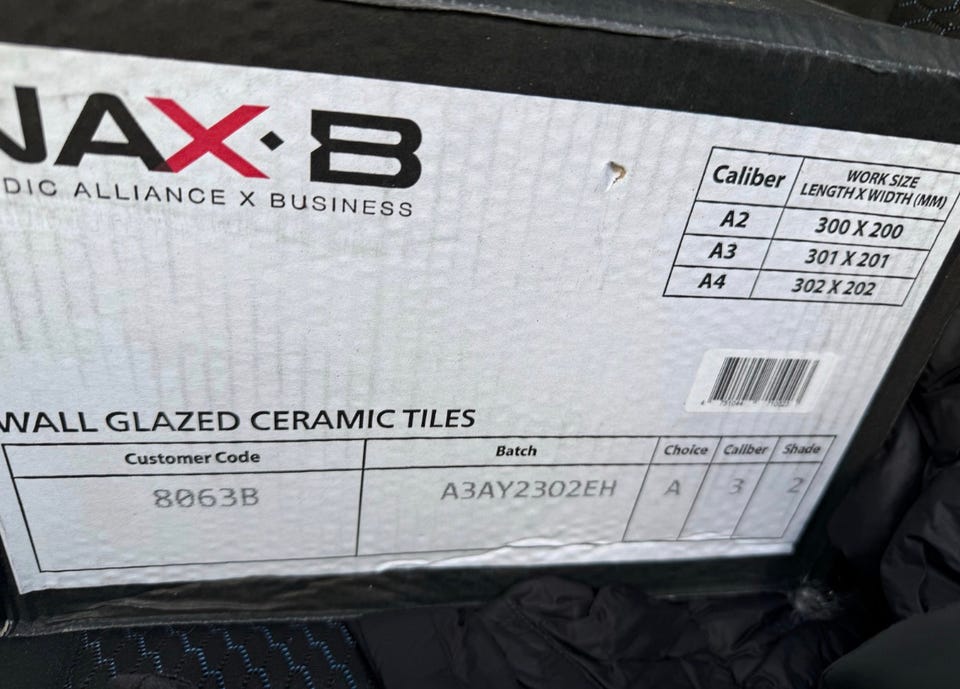 NAX·B
DIC ALLIANCE X BUSINESS
Caliber WORK SIZE
LENGTH X WIDTH (MM)
A2 300 X 200
A3 301 X 201
A4 302 X 202
WALL GLAZED CERAMIC TILES
Customer Code Batch Choice Caliber Shade
8063B A3AY2302EH A 3 2